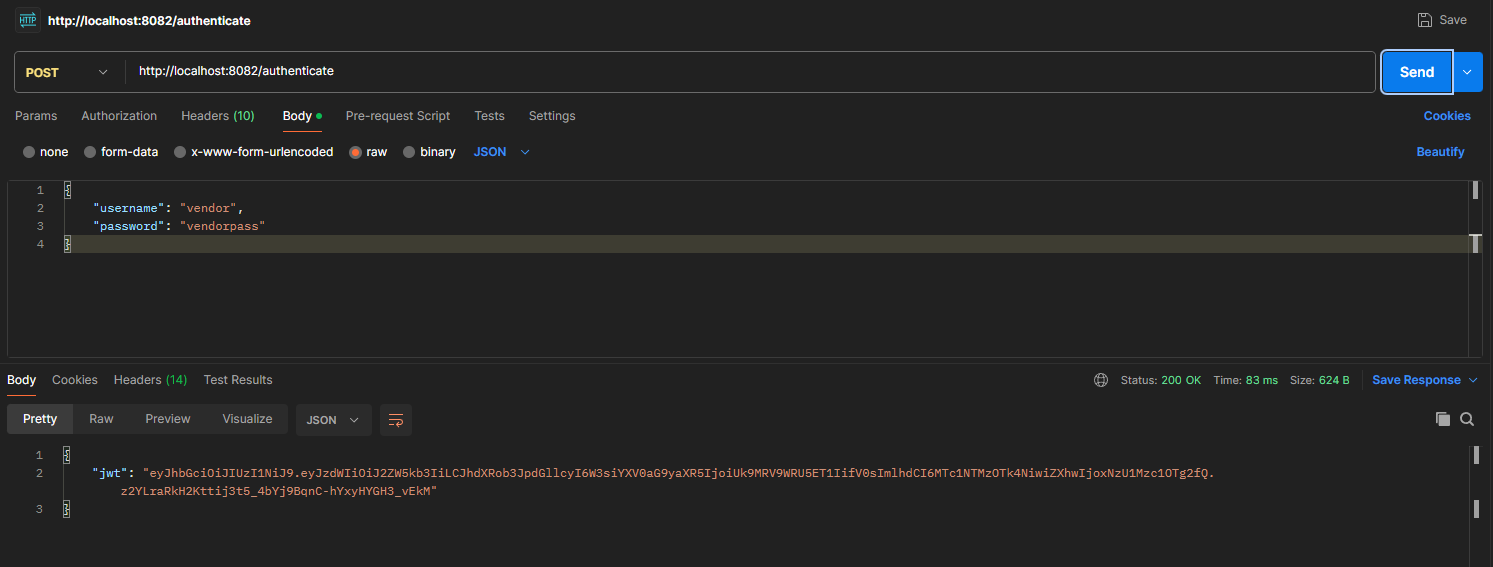 HTTP http://localhost:8082/authenticate Save
POST http://localhost:8082/authenticate Send
Params Authorization Headers (10) Body Pre-request Script Tests Settings Cookies
none form-data x-www-form-urlencoded raw binary JSON Beautify
1 {
2 "username": "vendor",
3 "password": "vendorpass"
4 }
Body Cookies Headers (14) Test Results Status: 200 OK Time: 83 ms Size: 624 B Save Response
Pretty Raw Preview Visualize JSON
1 {
2 "jwt": "eyJhbGciOiJIUzI1NiJ9.eyJzdWIiOiJ2ZW5kb3IiLCJhdXRob3JpdGllcyI6W3siYXV0aG9yaXR5IjoiUk9MRV9WRU5ET1IifV0sImlhdCI6MTc1NTMzOTk4NiwiZXhwIjoxNzU1Mzc1OTg2fQ.
z2YLraRkH2Kttij3t5_4bYj9BqnC-hYxyHYGH3_vEkM"
3 }